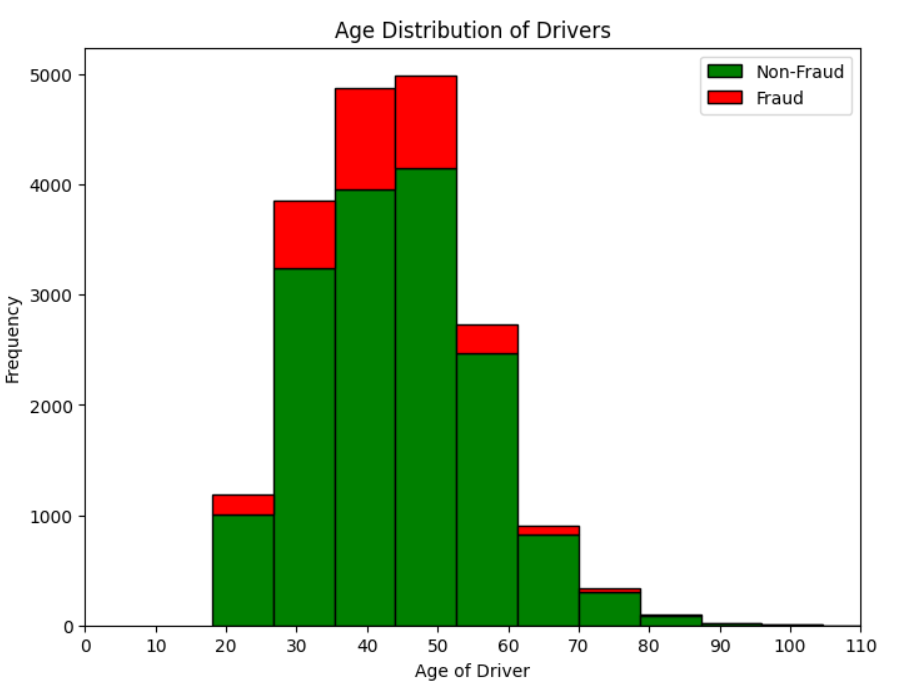 Age Distribution of Drivers
Non-Fraud
Fraud
5000
4000
3000
2000
1000
0
Frequency
0 10 20 30 40 50 60 70 80 90 100 110
Age of Driver